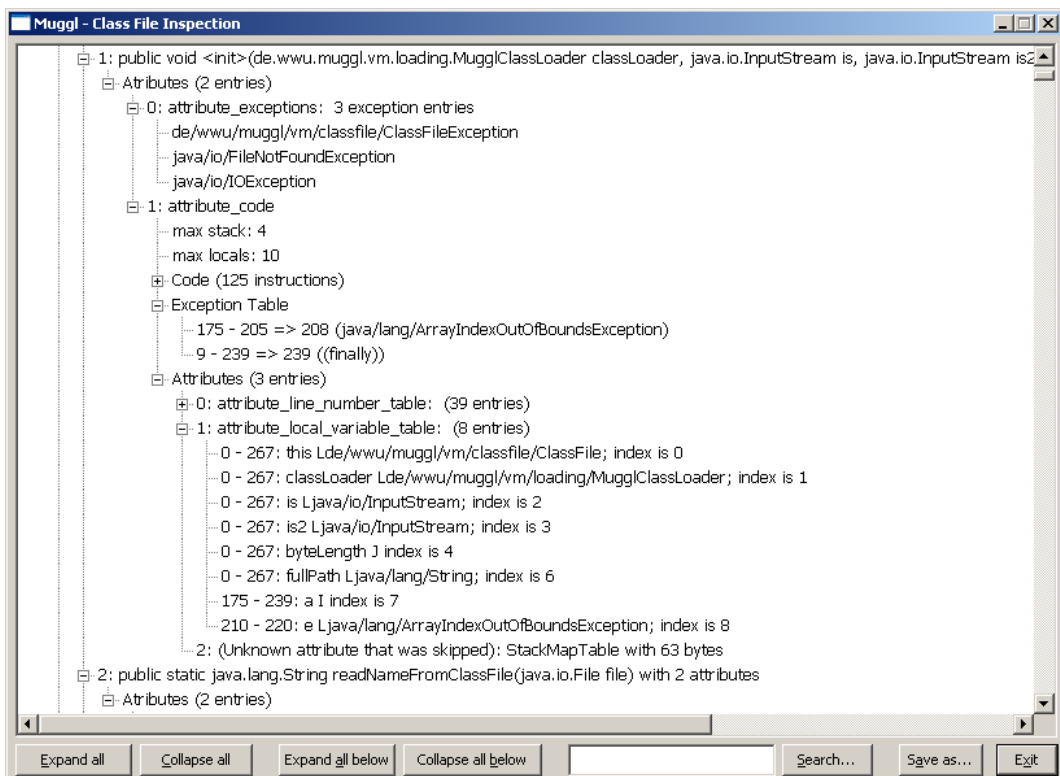 Muggl - Class File Inspection
1: public void <init>(de.wwu.muggl.vm.loading.MugglClassLoader classLoader, java.io.InputStream is, java.io.InputStream is2
Atributes (2 entries)
0: attribute_exceptions:  3 exception entries
de/wwu/muggl/vm/classfile/ClassFileException
java/io/FileNotFoundException
java/io/IOException
1: attribute_code
max stack: 4
max locals: 10
Code (125 instructions)
Exception Table
175 - 205 => 208 (java/lang/ArrayIndexOutOfBoundsException)
9 - 239 => 239 ((finally))
Attributes (3 entries)
0: attribute_line_number_table:  (39 entries)
1: attribute_local_variable_table:  (8 entries)
0 - 267: this Lde/wwu/muggl/vm/classfile/ClassFile; index is 0
0 - 267: classLoader Lde/wwu/muggl/vm/loading/MugglClassLoader; index is 1
0 - 267: is Ljava/io/InputStream; index is 2
0 - 267: is2 Ljava/io/InputStream; index is 3
0 - 267: byteLength J index is 4
0 - 267: fullPath Ljava/lang/String; index is 6
175 - 239: a I index is 7
210 - 220: e Ljava/lang/ArrayIndexOutOfBoundsException; index is 8
2: (Unknown attribute that was skipped): StackMapTable with 63 bytes
2: public static java.lang.String readNameFromClassFile(java.io.File file) with 2 attributes
Atributes (2 entries)
Expand all Collapse all Expand all below Collapse all below Search... Save as... Exit